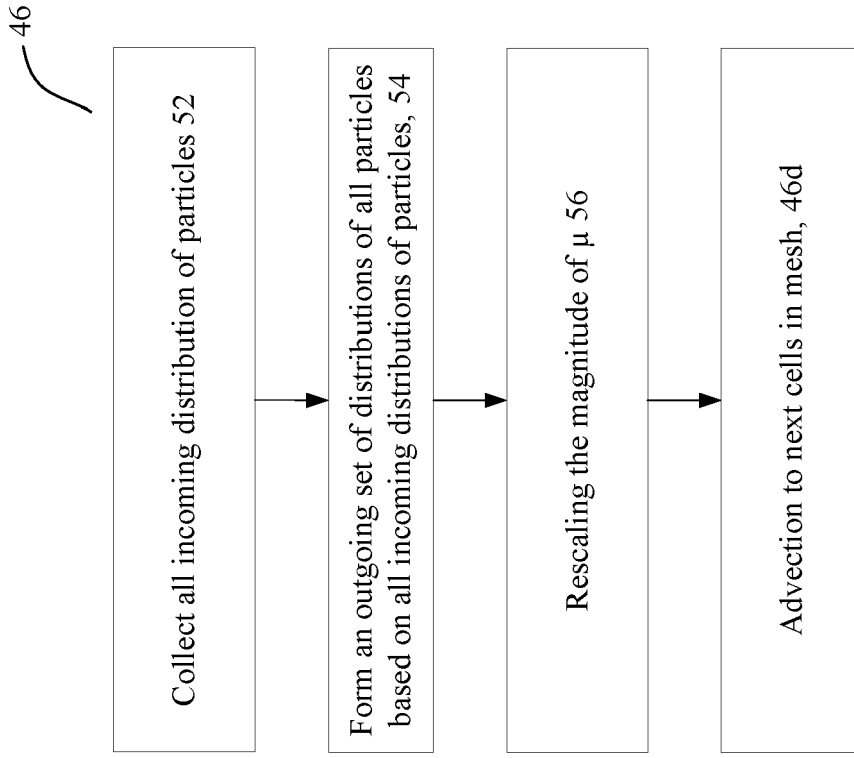 46
Collect all incoming distribution of particles 52
Form an outgoing set of distributions of all particles
based on all incoming distributions of particles, 54
Rescaling the magnitude of μ 56
Advection to next cells in mesh, 46d